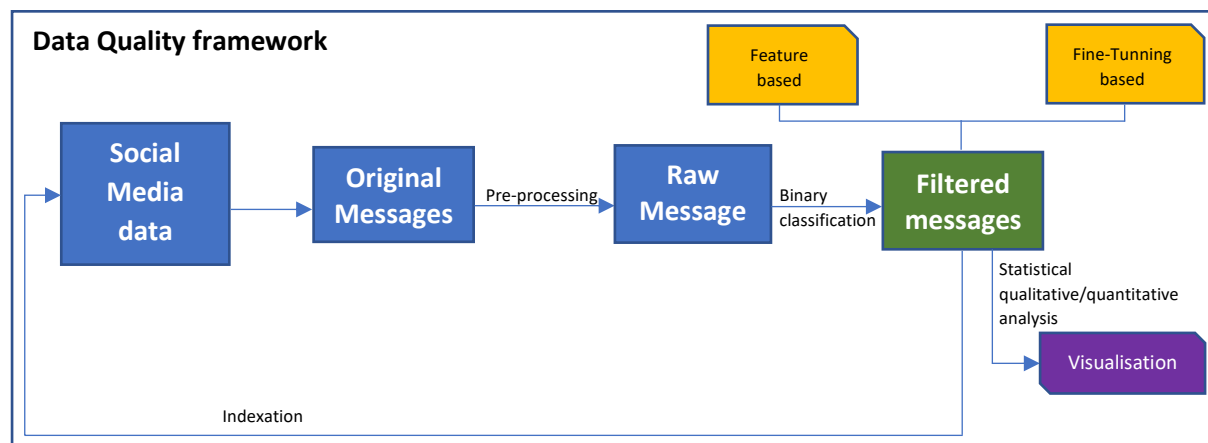 Data Quality framework
Feature
based
Fine-Tunning
based
Social
Media
data
Original
Messages
Pre-processing
Raw
Message
Binary
classification
Filtered
messages
Statistical
qualitative/quantitative
analysis
Visualisation
Indexation